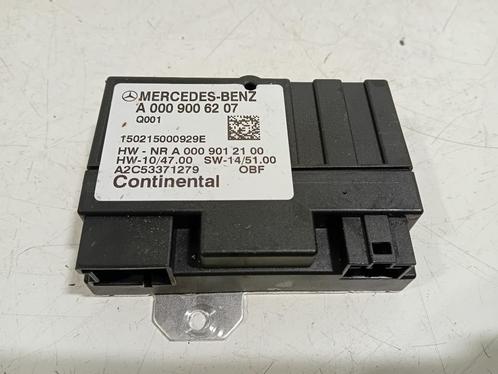 MERCEDES-BENZ
A 000 900 62 07
Q001
150215000929E
HW - NR A 000 901 21 00
HW-10/47.00 SW-14/51.00
A2C53371279 OBF
Continental